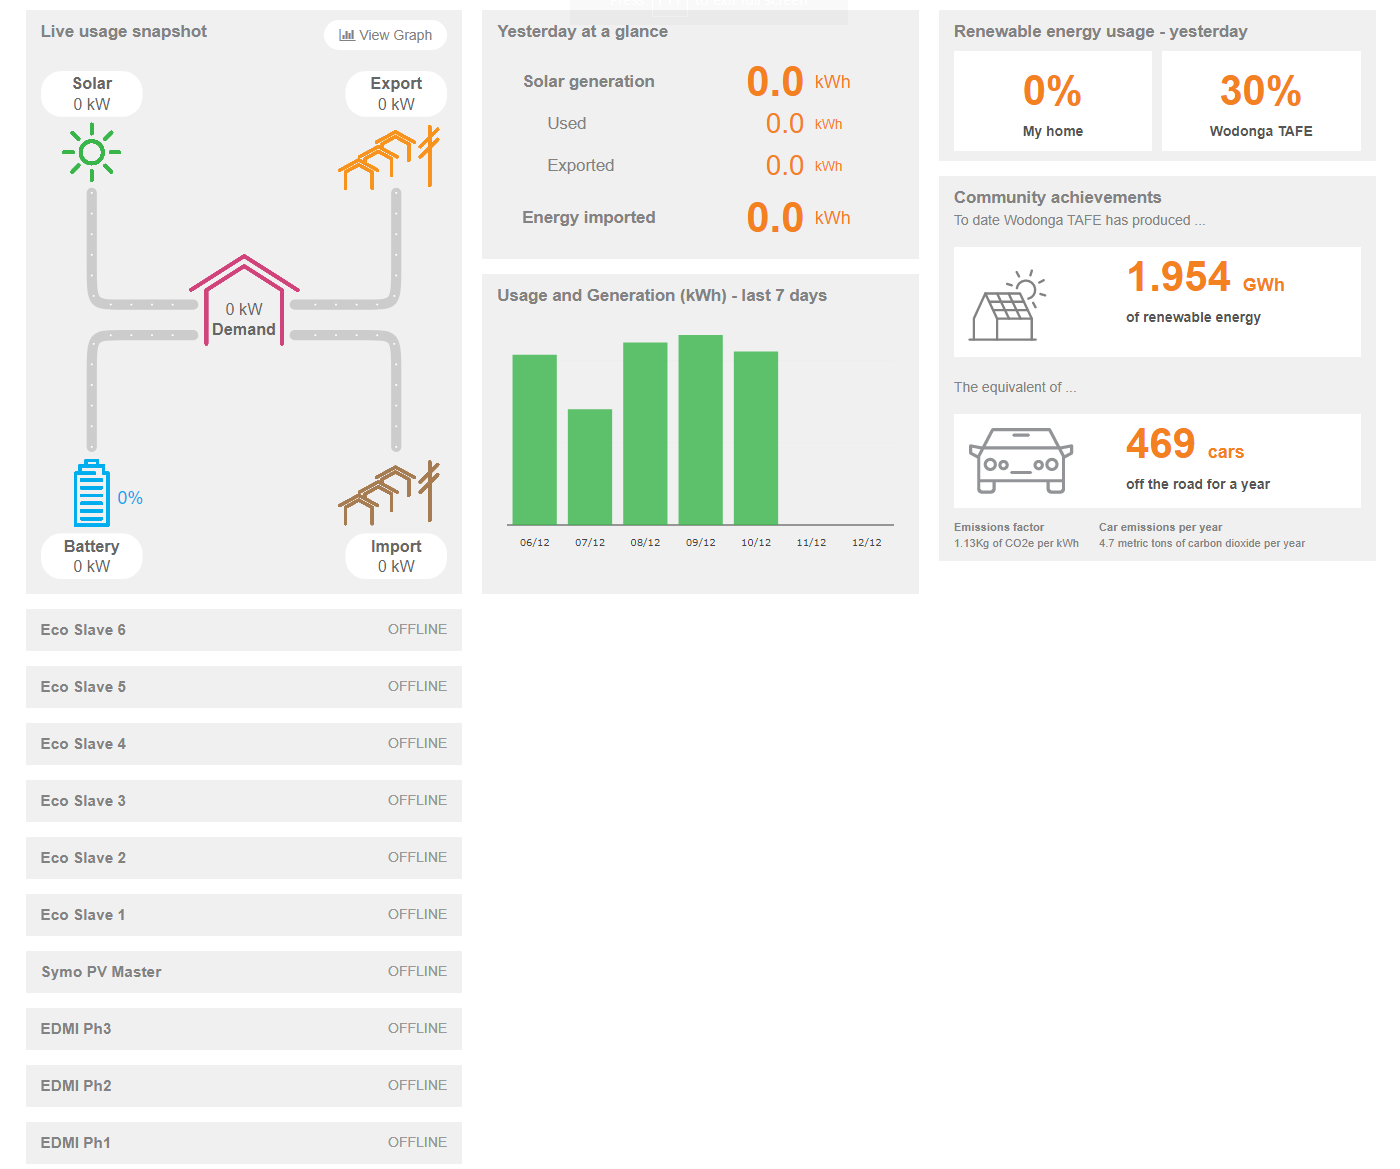 Live usage snapshot
View Graph
Solar
0 kW
Export
0 kW
0 kW
Demand
0%
Battery
0 kW
Import
0 kW
Eco Slave 6 OFFLINE
Eco Slave 5 OFFLINE
Eco Slave 4 OFFLINE
Eco Slave 3 OFFLINE
Eco Slave 2 OFFLINE
Eco Slave 1 OFFLINE
Symo PV Master OFFLINE
EDMI Ph3 OFFLINE
EDMI Ph2 OFFLINE
EDMI Ph1 OFFLINE
Yesterday at a glance
Solar generation 0.0 kWh
Used 0.0 kWh
Exported 0.0 kWh
Energy imported 0.0 kWh
Usage and Generation (kWh) - last 7 days
06/12 07/12 08/12 09/12 10/12 11/12 12/12
Renewable energy usage - yesterday
0%
My home
30%
Wodonga TAFE
Community achievements
To date Wodonga TAFE has produced ...
1.954 GWh
of renewable energy
The equivalent of ...
469 cars
off the road for a year
Emissions factor
1.13Kg of CO2e per kWh
Car emissions per year
4.7 metric tons of carbon dioxide per year